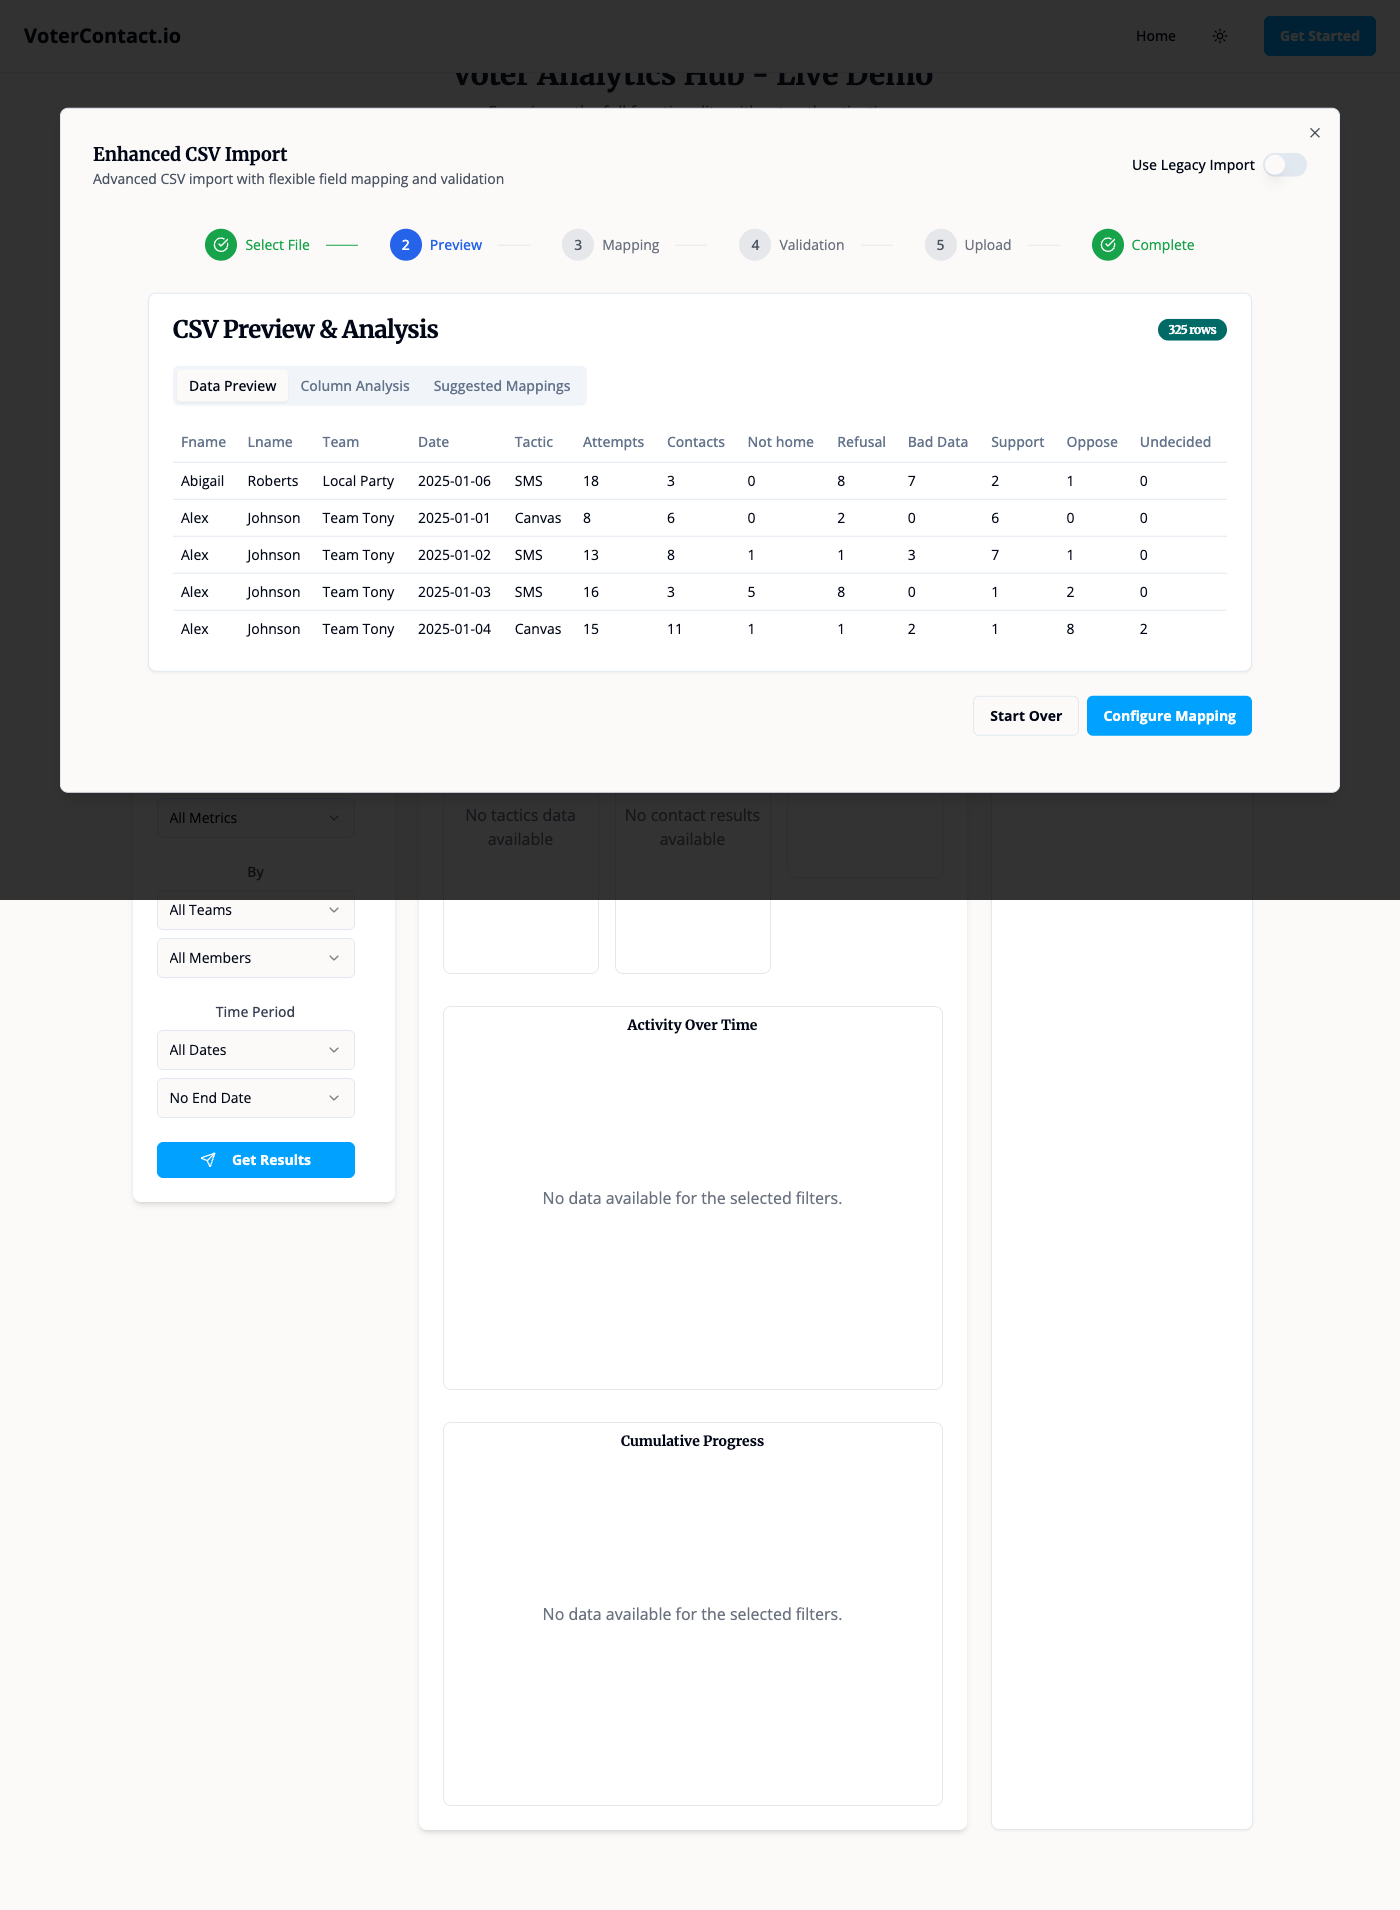 VoterContact.io
Home
Get Started
Voter Analytics Hub - Live Demo
Enhanced CSV Import
Advanced CSV import with flexible field mapping and validation
Use Legacy Import
Select File
2 Preview
3 Mapping
4 Validation
5 Upload
Complete
CSV Preview & Analysis
325 rows
Data Preview Column Analysis Suggested Mappings
Fname Lname Team Date Tactic Attempts Contacts Not home Refusal Bad Data Support Oppose Undecided
Abigail Roberts Local Party 2025-01-06 SMS 18 3 0 8 7 2 1 0
Alex Johnson Team Tony 2025-01-01 Canvas 8 6 0 2 0 6 0 0
Alex Johnson Team Tony 2025-01-02 SMS 13 8 1 1 3 7 1 0
Alex Johnson Team Tony 2025-01-03 SMS 16 3 5 8 0 1 2 0
Alex Johnson Team Tony 2025-01-04 Canvas 15 11 1 1 2 1 8 2
Start Over
Configure Mapping
All Metrics
By
All Teams
All Members
Time Period
All Dates
No End Date
Get Results
No tactics data
available
No contact results
available
Activity Over Time
No data available for the selected filters.
Cumulative Progress
No data available for the selected filters.